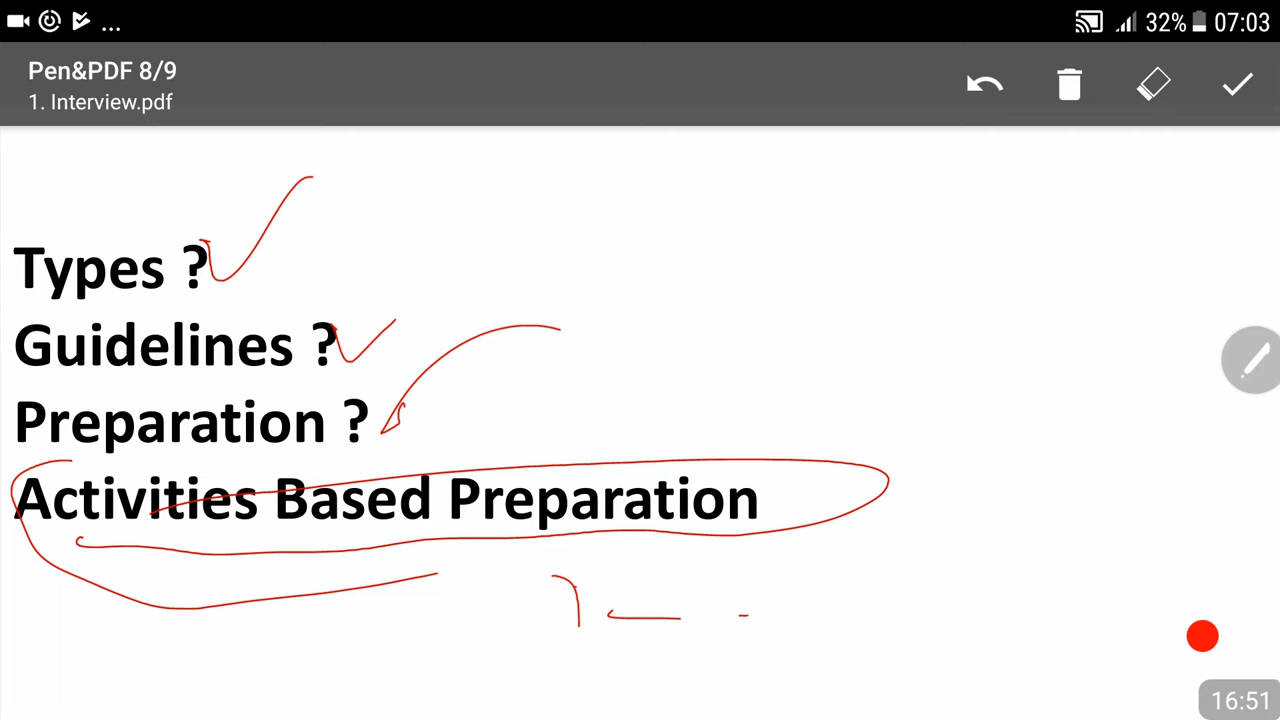 ... 32% 07:03
Pen&PDF 8/9
1. Interview.pdf
Types ?
Guidelines ?
Preparation ?
Activities Based Preparation
16:51